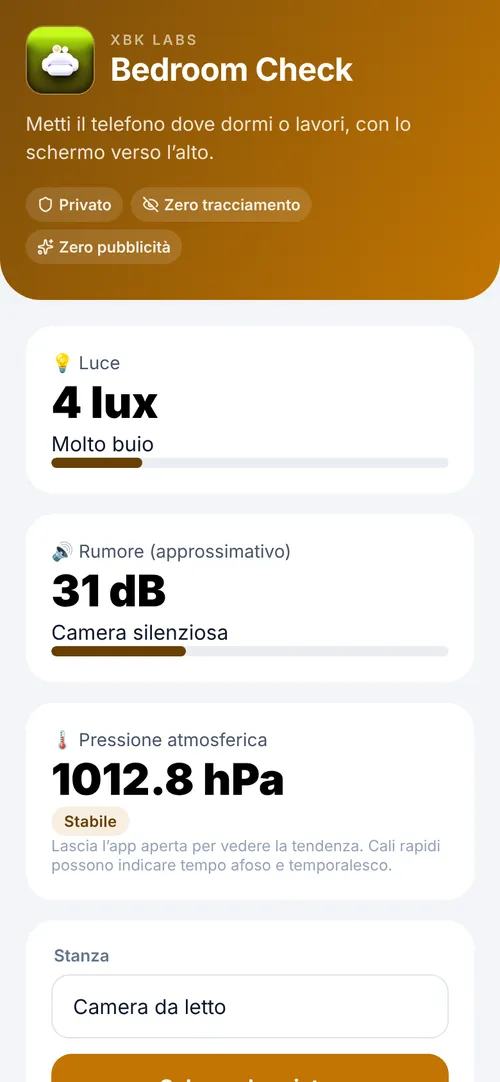 XBK LABS
Bedroom Check
Metti il telefono dove dormi o lavori, con lo
schermo verso l’alto.
Privato
Zero tracciamento
Zero pubblicità
Luce
4 lux
Molto buio
Rumore (approssimativo)
31 dB
Camera silenziosa
Pressione atmosferica
1012.8 hPa
Stabile
Lascia l’app aperta per vedere la tendenza. Cali rapidi
possono indicare tempo afoso e temporalesco.
Stanza
Camera da letto